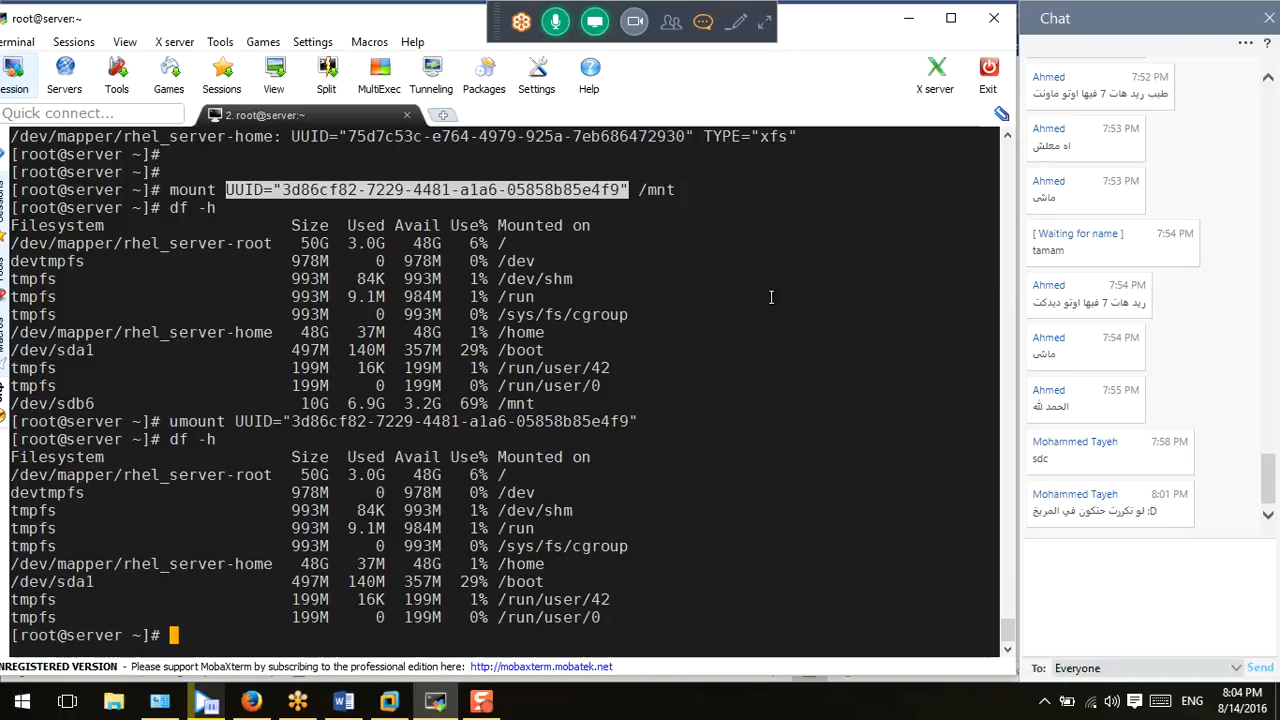 root@server:~
erminal Sessions View X server Tools Games Settings Macros Help
ession Servers Tools Games Sessions View Split MultiExec Tunneling Packages Settings Help X server Exit
Quick connect...
2. root@server:~
/dev/mapper/rhel_server-home: UUID="75d7c53c-e764-4979-925a-7eb686472930" TYPE="xfs"
[root@server ~]#
[root@server ~]#
[root@server ~]# mount UUID="3d86cf82-7229-4481-a1a6-05858b85e4f9" /mnt
[root@server ~]# df -h
Filesystem Size Used Avail Use% Mounted on
/dev/mapper/rhel_server-root 50G 3.0G 48G 6% /
devtmpfs 978M 0 978M 0% /dev
tmpfs 993M 84K 993M 1% /dev/shm
tmpfs 993M 9.1M 984M 1% /run
tmpfs 993M 0 993M 0% /sys/fs/cgroup
/dev/mapper/rhel_server-home 48G 37M 48G 1% /home
/dev/sda1 497M 140M 357M 29% /boot
tmpfs 199M 16K 199M 1% /run/user/42
tmpfs 199M 0 199M 0% /run/user/0
/dev/sdb6 10G 6.9G 3.2G 69% /mnt
[root@server ~]# umount UUID="3d86cf82-7229-4481-a1a6-05858b85e4f9"
[root@server ~]# df -h
Filesystem Size Used Avail Use% Mounted on
/dev/mapper/rhel_server-root 50G 3.0G 48G 6% /
devtmpfs 978M 0 978M 0% /dev
tmpfs 993M 84K 993M 1% /dev/shm
tmpfs 993M 9.1M 984M 1% /run
tmpfs 993M 0 993M 0% /sys/fs/cgroup
/dev/mapper/rhel_server-home 48G 37M 48G 1% /home
/dev/sda1 497M 140M 357M 29% /boot
tmpfs 199M 16K 199M 1% /run/user/42
tmpfs 199M 0 199M 0% /run/user/0
[root@server ~]#
NREGISTERED VERSION - Please support MobaXterm by subscribing to the professional edition here: http://mobaxterm.mobatek.net
Chat
Ahmed 7:52 PM
طيب ريد هات 7 فيها اوتو ماونت
Ahmed 7:53 PM
اه معلش
Ahmed 7:53 PM
ماشى
[ Waiting for name ] 7:54 PM
tamam
Ahmed 7:54 PM
ريد هات 7 فيها اوتو ديدكت
Ahmed 7:54 PM
ماشى
Ahmed 7:55 PM
الحمد لله
Mohammed Tayeh 7:58 PM
sdc
Mohammed Tayeh 8:01 PM
لو تكررت حتكون في المريخ :D
To: Everyone Send
8:04 PM
8/14/2016